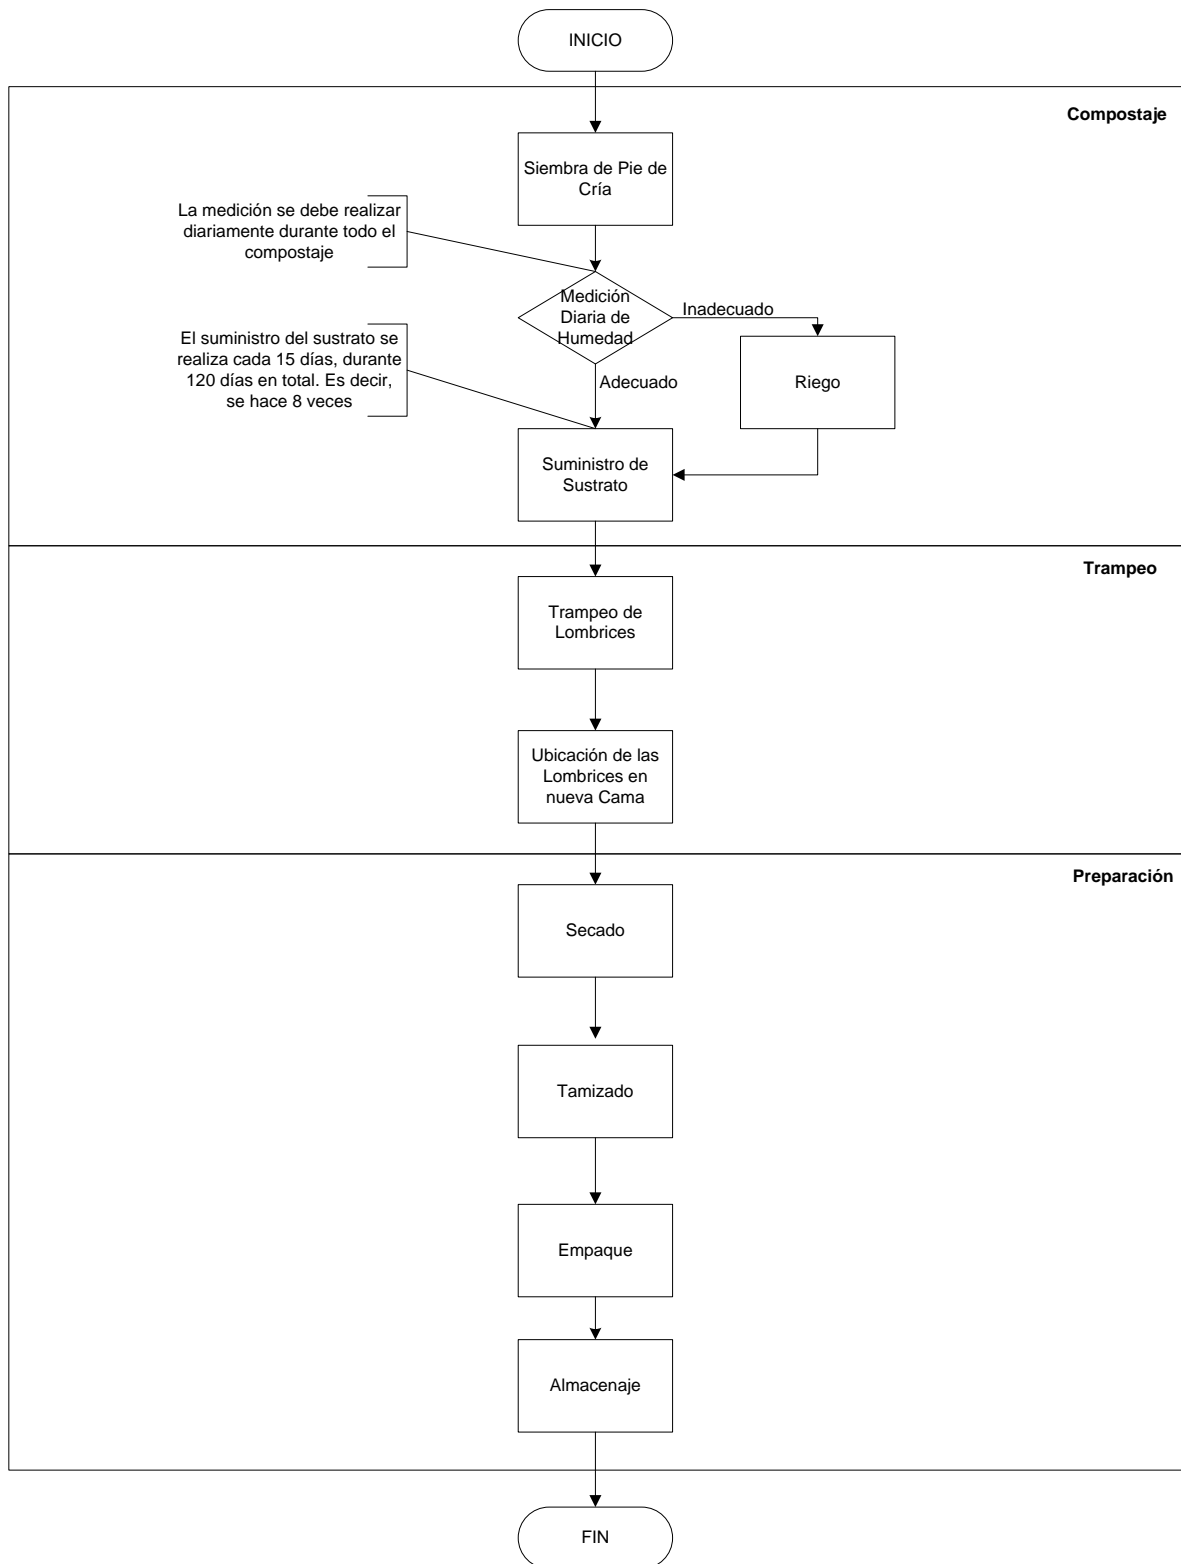 INICIO
Compostaje
Siembra de Pie de
Cría
La medición se debe realizar
diariamente durante todo el
compostaje
Medición
Diaria de
Humedad
Inadecuado
El suministro del sustrato se
realiza cada 15 días, durante
120 días en total. Es decir,
se hace 8 veces
Riego
Adecuado
Suministro de
Sustrato
Trampeo
Trampeo de
Lombrices
Ubicación de las
Lombrices en
nueva Cama
Preparación
Secado
Tamizado
Empaque
Almacenaje
FIN